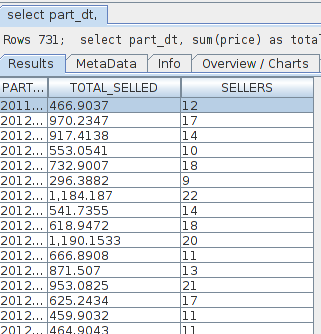 select part_dt,
Rows 731; select part_dt, sum(price) as total
Results MetaData Info Overview / Charts
PART... TOTAL_SELLED SELLERS
2011... 466.9037 12
2012... 970.2347 17
2012... 917.4138 14
2012... 553.0541 10
2012... 732.9007 18
2012... 296.3882 9
2012... 1,184.187 22
2012... 541.7355 14
2012... 618.9472 18
2012... 1,190.1533 20
2012... 666.8908 11
2012... 871.507 13
2012... 953.0825 21
2012... 625.2434 17
2012... 459.9032 11
2012... 464.9043 11